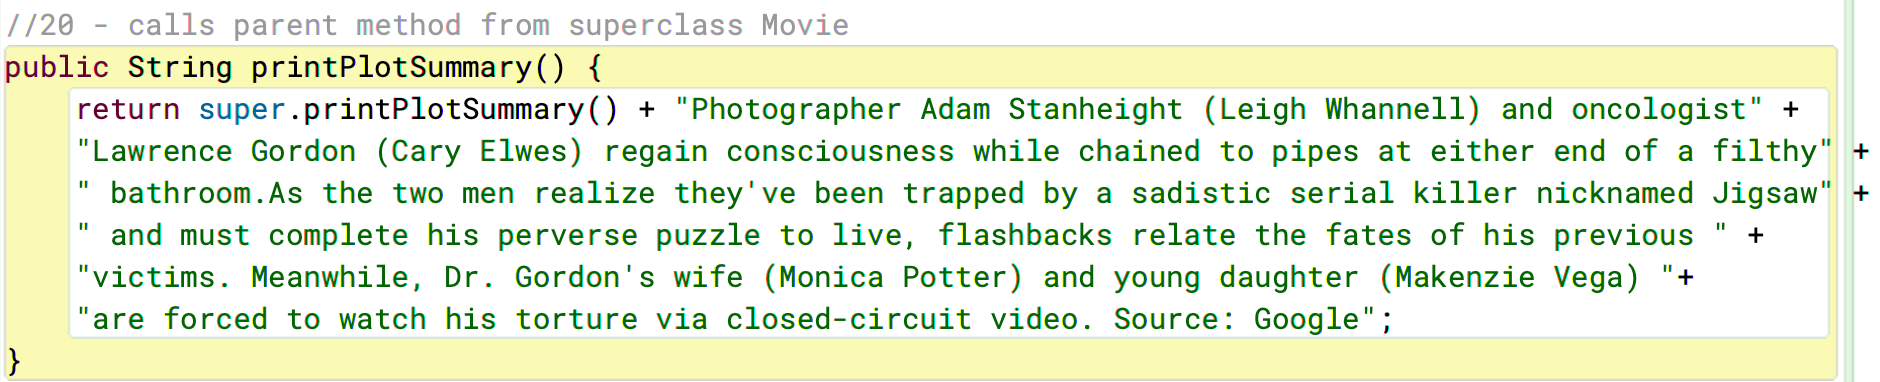 //20 - calls parent method from superclass Movie
public String printPlotSummary() {
return super.printPlotSummary() + "Photographer Adam Stanheight (Leigh Whannell) and oncologist" +
"Lawrence Gordon (Cary Elwes) regain consciousness while chained to pipes at either end of a filthy" +
" bathroom.As the two men realize they've been trapped by a sadistic serial killer nicknamed Jigsaw" +
" and must complete his perverse puzzle to live, flashbacks relate the fates of his previous " +
"victims. Meanwhile, Dr. Gordon's wife (Monica Potter) and young daughter (Makenzie Vega) "+
"are forced to watch his torture via closed-circuit video. Source: Google";
}